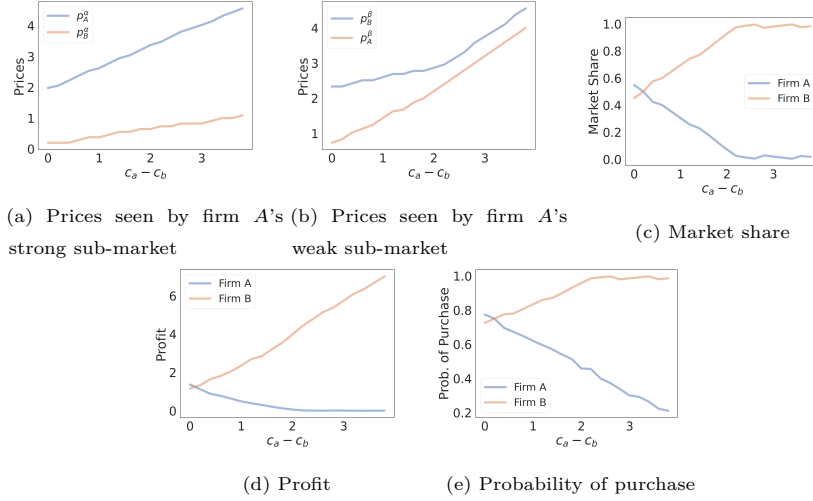 p_A^α
p_B^α
Prices
4
3
2
1
0
0 1 2 3
c_a − c_b
(a) Prices seen by firm A's
strong sub-market
p_B^β
p_A^β
Prices
4
3
2
1
0 1 2 3
c_a − c_b
(b) Prices seen by firm A's
weak sub-market
Market Share
1.0
0.8
0.6
0.4
0.2
0.0
Firm A
Firm B
0 1 2 3
c_a − c_b
(c) Market share
Firm A
Firm B
Profit
6
4
2
0
0 1 2 3
c_a − c_b
(d) Profit
Prob. of Purchase
1.0
0.8
0.6
0.4
0.2
Firm A
Firm B
0 1 2 3
c_a − c_b
(e) Probability of purchase